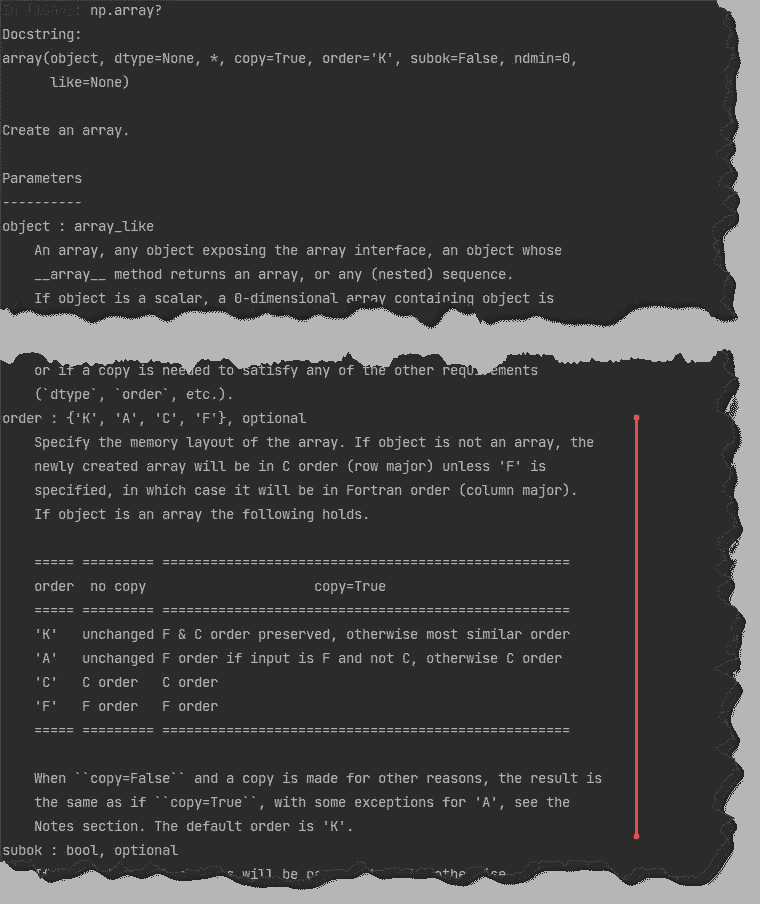 np.array?
Docstring:
array(object, dtype=None, *, copy=True, order='K', subok=False, ndmin=0,
      like=None)
Create an array.
Parameters
----------
object : array_like
    An array, any object exposing the array interface, an object whose
    __array__ method returns an array, or any (nested) sequence.
    If object is a scalar, a 0-dimensional array containing object is
    or if a copy is needed to satisfy any of the other requirements
    (`dtype`, `order`, etc.).
order : {'K', 'A', 'C', 'F'}, optional
    Specify the memory layout of the array. If object is not an array, the
    newly created array will be in C order (row major) unless 'F' is
    specified, in which case it will be in Fortran order (column major).
    If object is an array the following holds.
    ===== ========= ===================================================
    order  no copy                     copy=True
    ===== ========= ===================================================
    'K'   unchanged F & C order preserved, otherwise most similar order
    'A'   unchanged F order if input is F and not C, otherwise C order
    'C'   C order   C order
    'F'   F order   F order
    ===== ========= ===================================================
    When ``copy=False`` and a copy is made for other reasons, the result is
    the same as if ``copy=True``, with some exceptions for 'A', see the
    Notes section. The default order is 'K'.
subok : bool, optional
    If will be